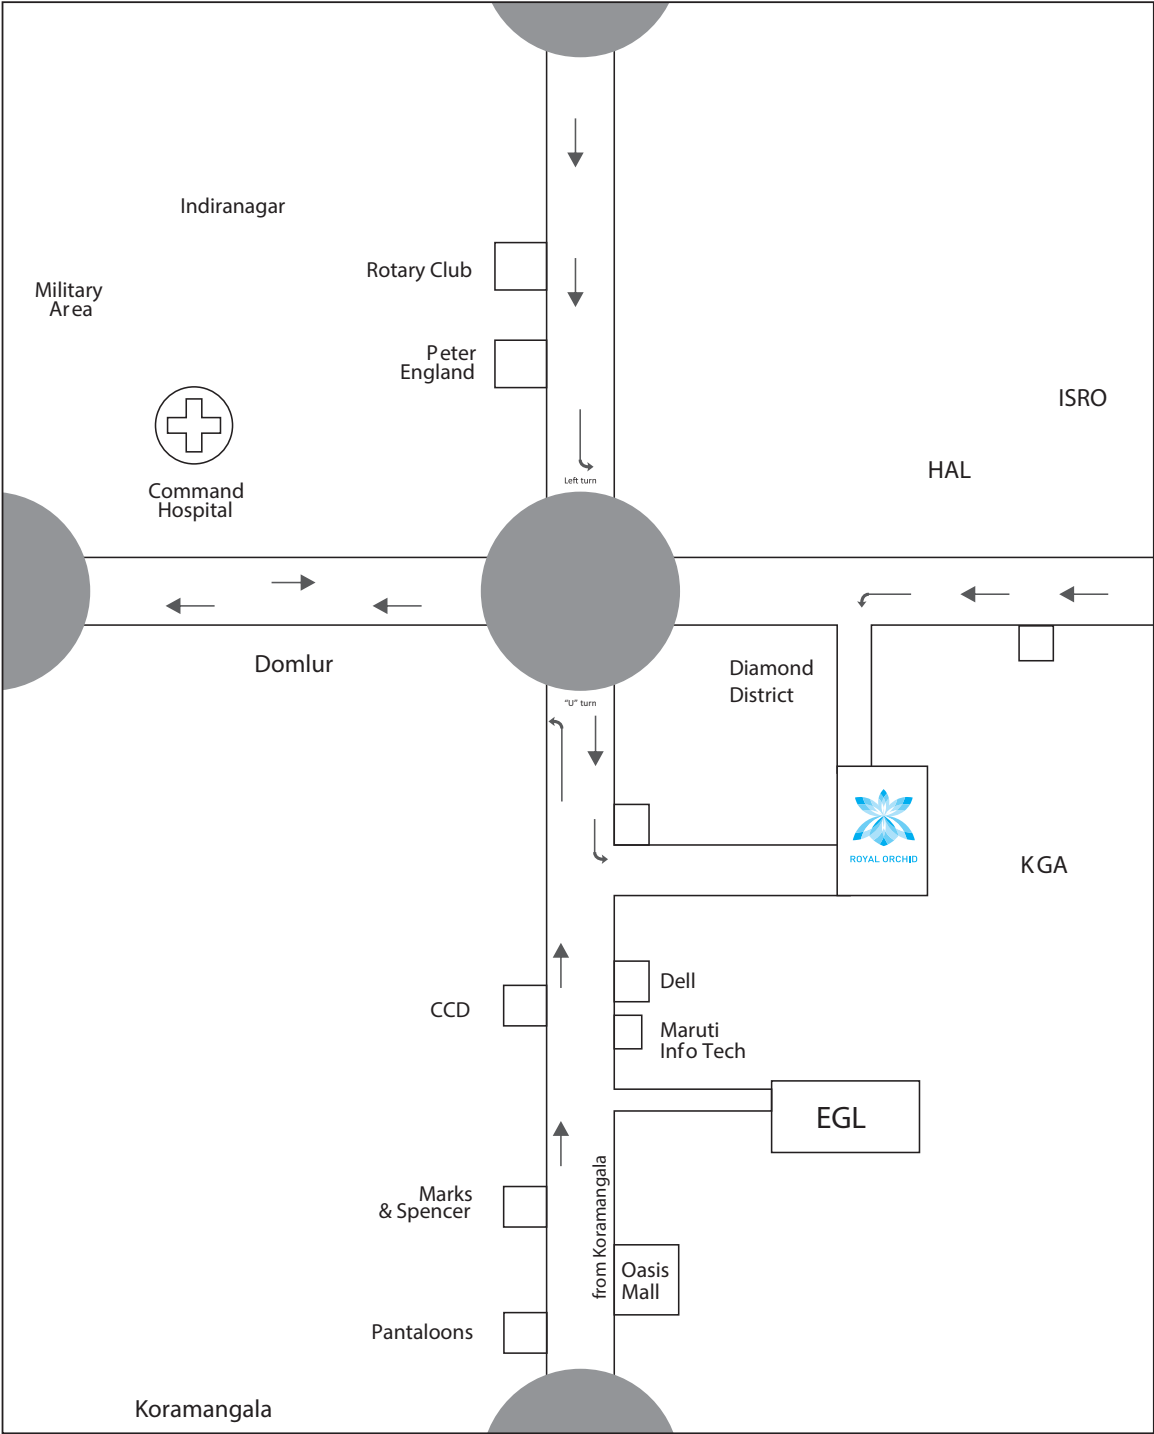 Indiranagar
Rotary Club
Military
Area
Peter
England
ISRO
HAL
Left turn
Command
Hospital
Domlur
Diamond
District
"U" turn
ROYAL ORCHID
KGA
Dell
CCD
Maruti
Info Tech
EGL
from Koramangala
Marks
& Spencer
Oasis
Mall
Pantaloons
Koramangala